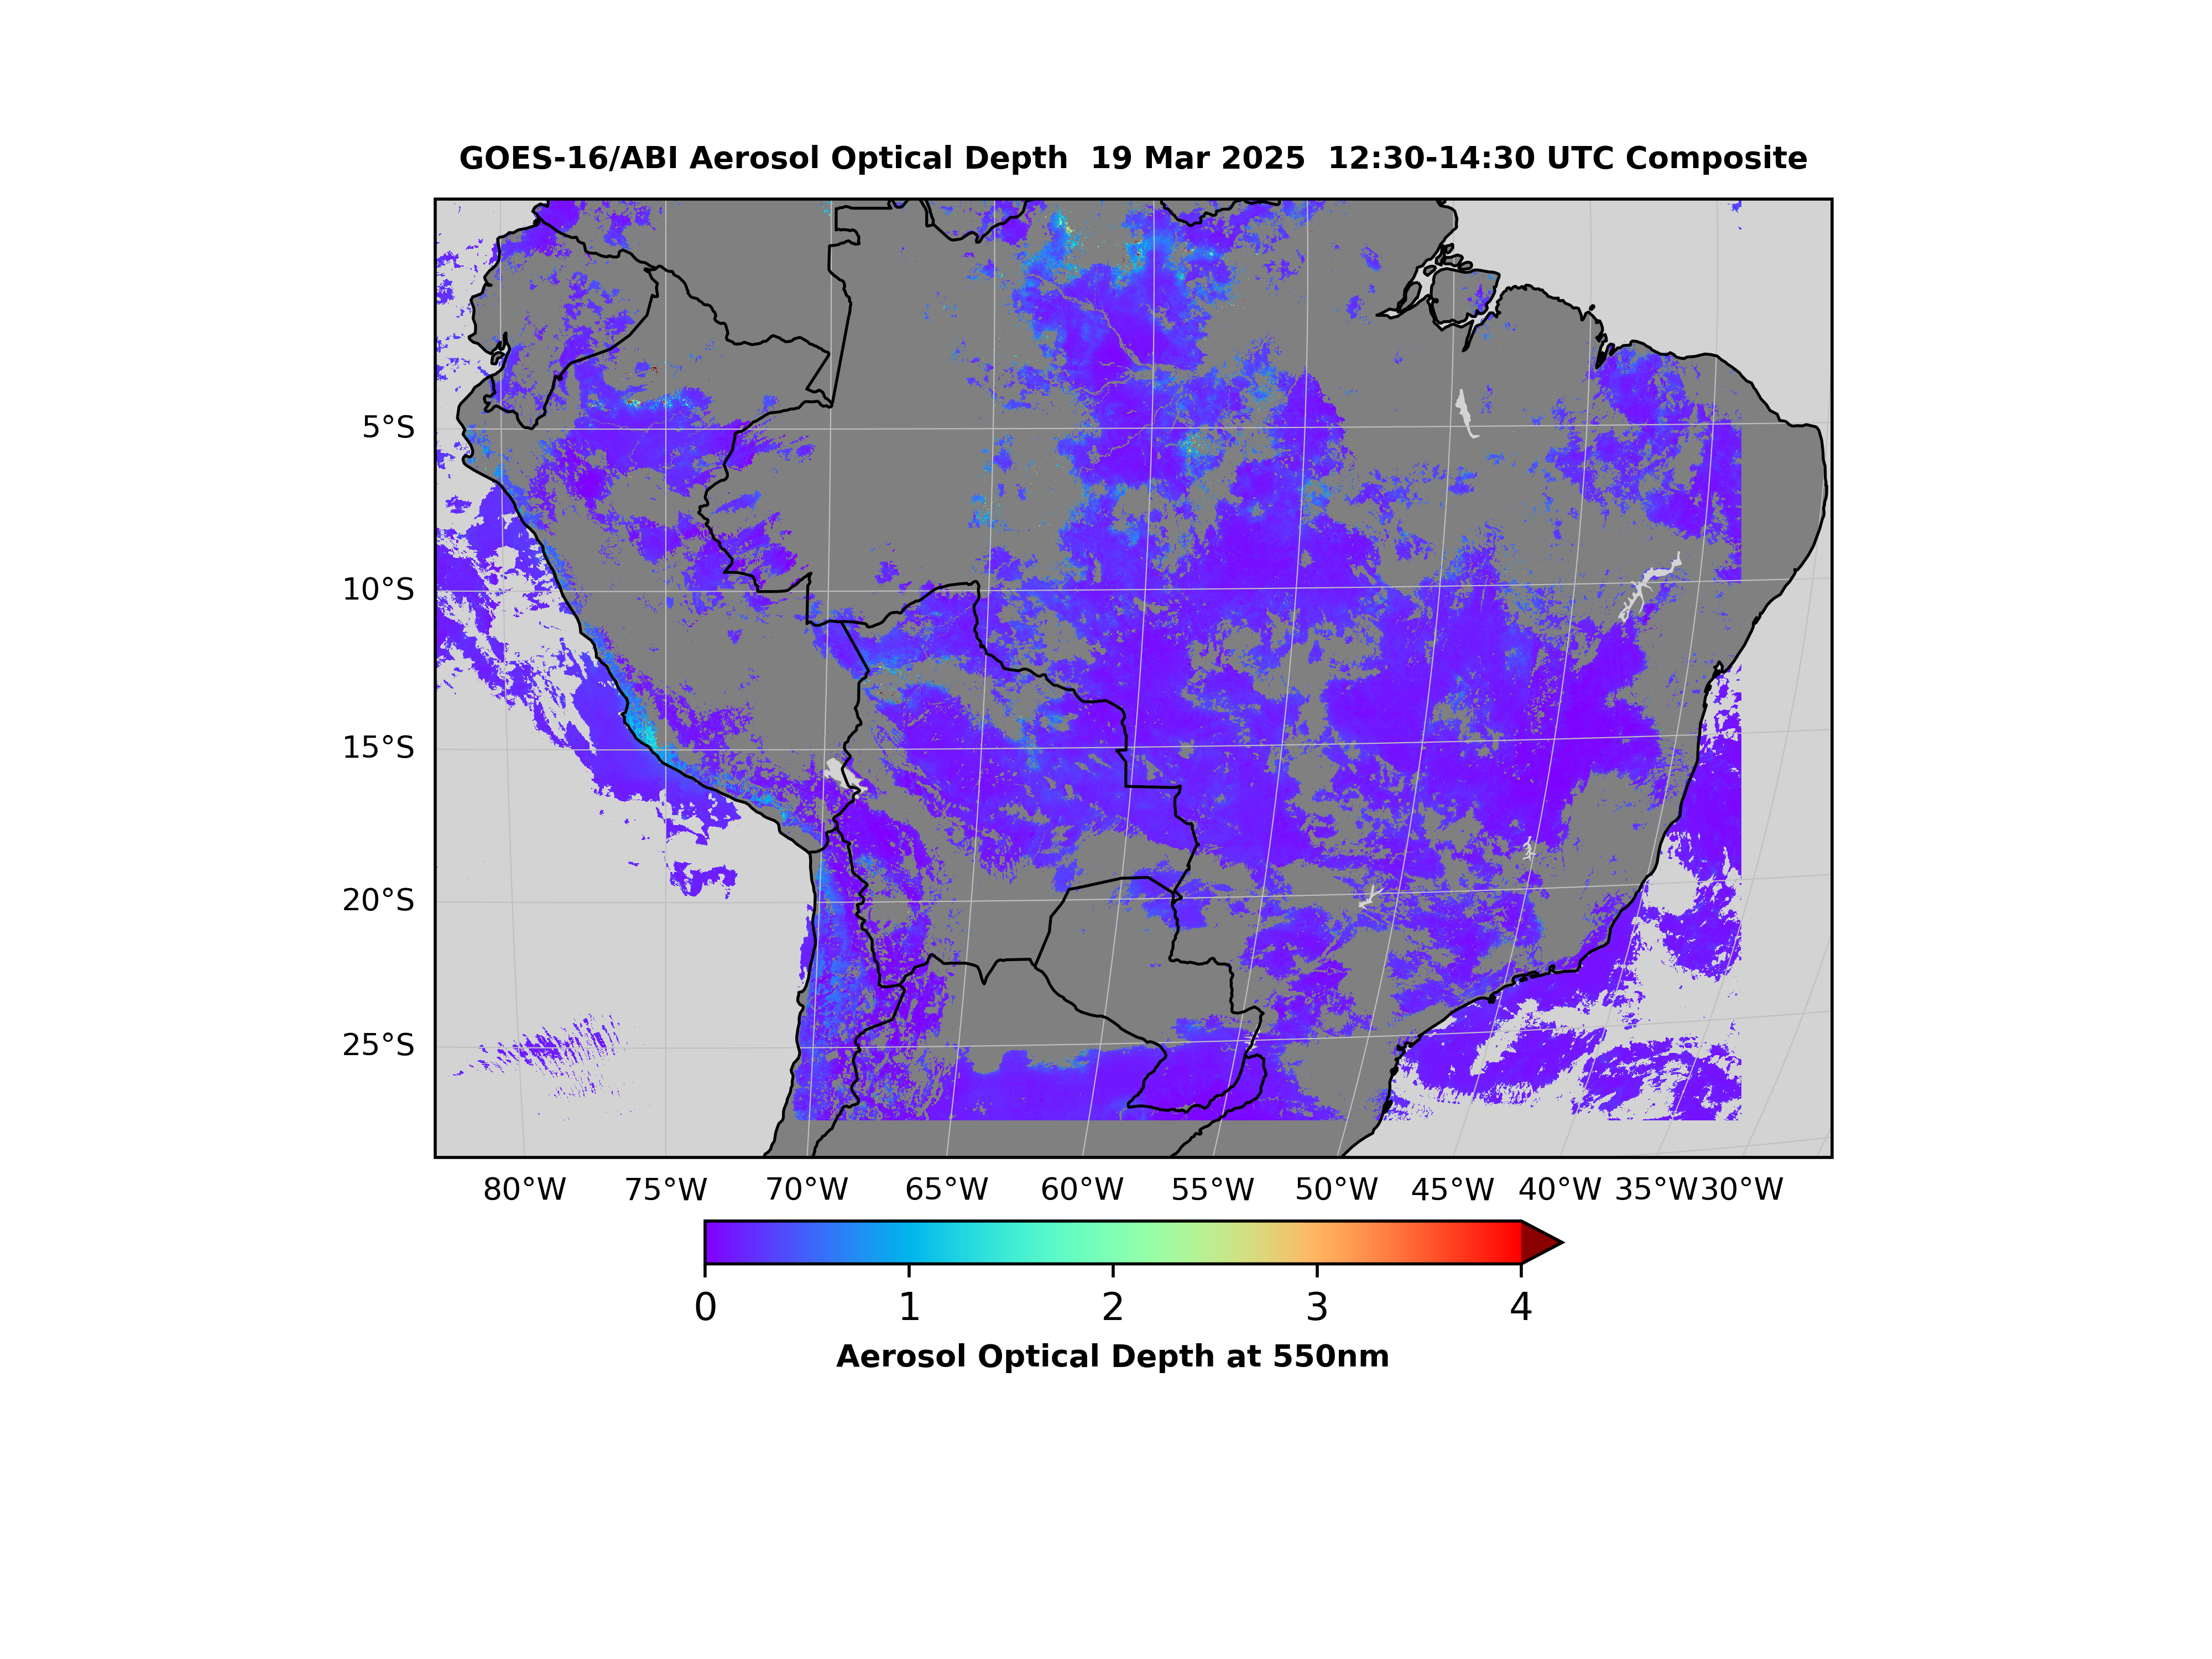 GOES-16/ABI Aerosol Optical Depth  19 Mar 2025  12:30-14:30 UTC Composite
5°S
10°S
15°S
20°S
25°S
80°W 75°W 70°W 65°W 60°W 55°W 50°W 45°W 40°W 35°W 30°W
0 1 2 3 4
Aerosol Optical Depth at 550nm